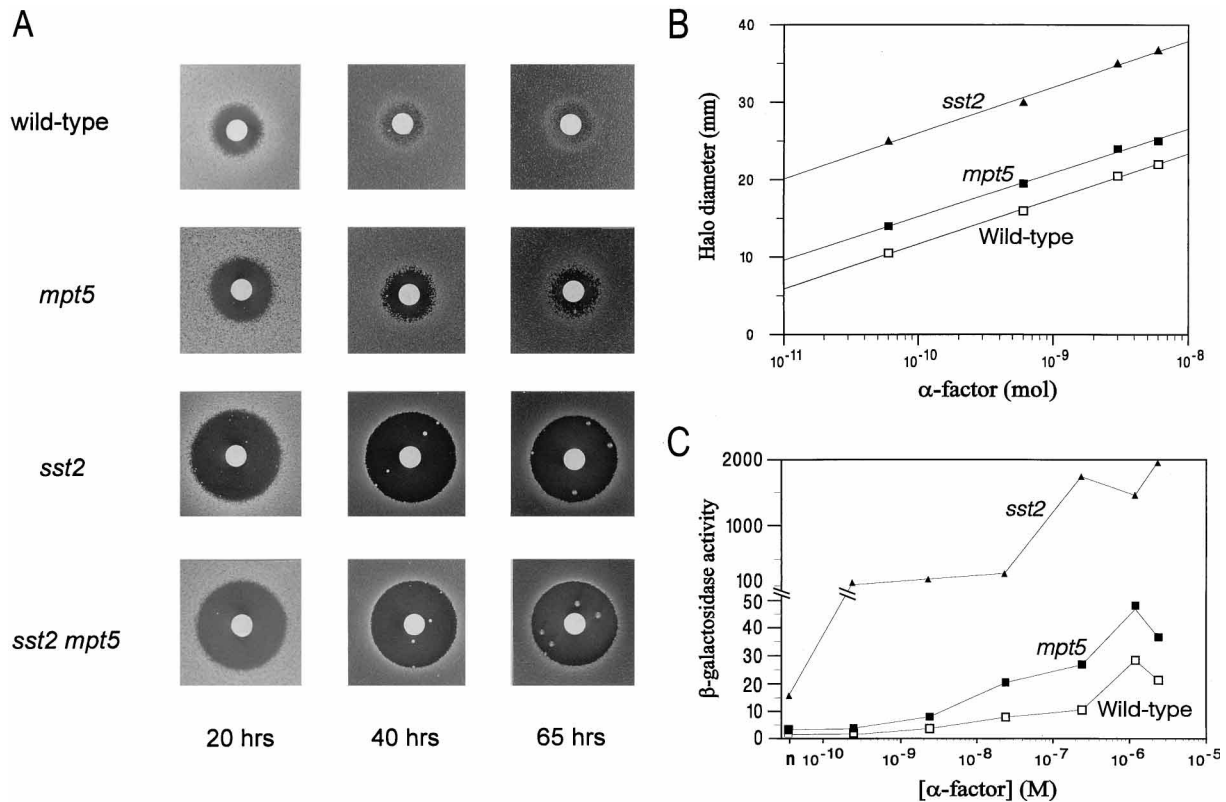 A
wild-type
mpt5
sst2
sst2 mpt5
20 hrs 40 hrs 65 hrs
B
Halo diameter (mm)
40
30
20
10
0
sst2
mpt5
Wild-type
10-11 10-10 10-9 10-8
α-factor (mol)
C
β-galactosidase activity
2000
1000
100
50
40
30
20
10
0
sst2
mpt5
Wild-type
n 10-10 10-9 10-8 10-7 10-6 10-5
[α-factor] (M)